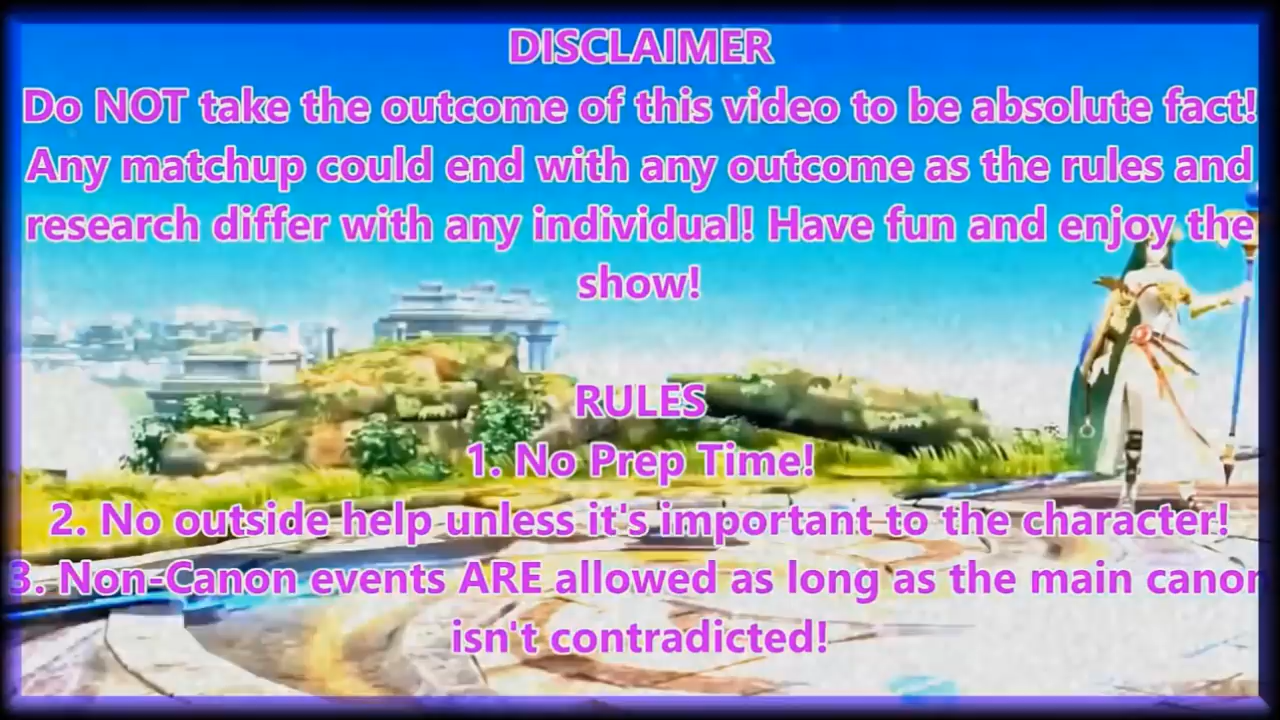 DISCLAIMER
Do NOT take the outcome of this video to be absolute fact!
Any matchup could end with any outcome as the rules and
research differ with any individual! Have fun and enjoy the
show!
RULES
1. No Prep Time!
2. No outside help unless it's important to the character!
3. Non-Canon events ARE allowed as long as the main canon
isn't contradicted!